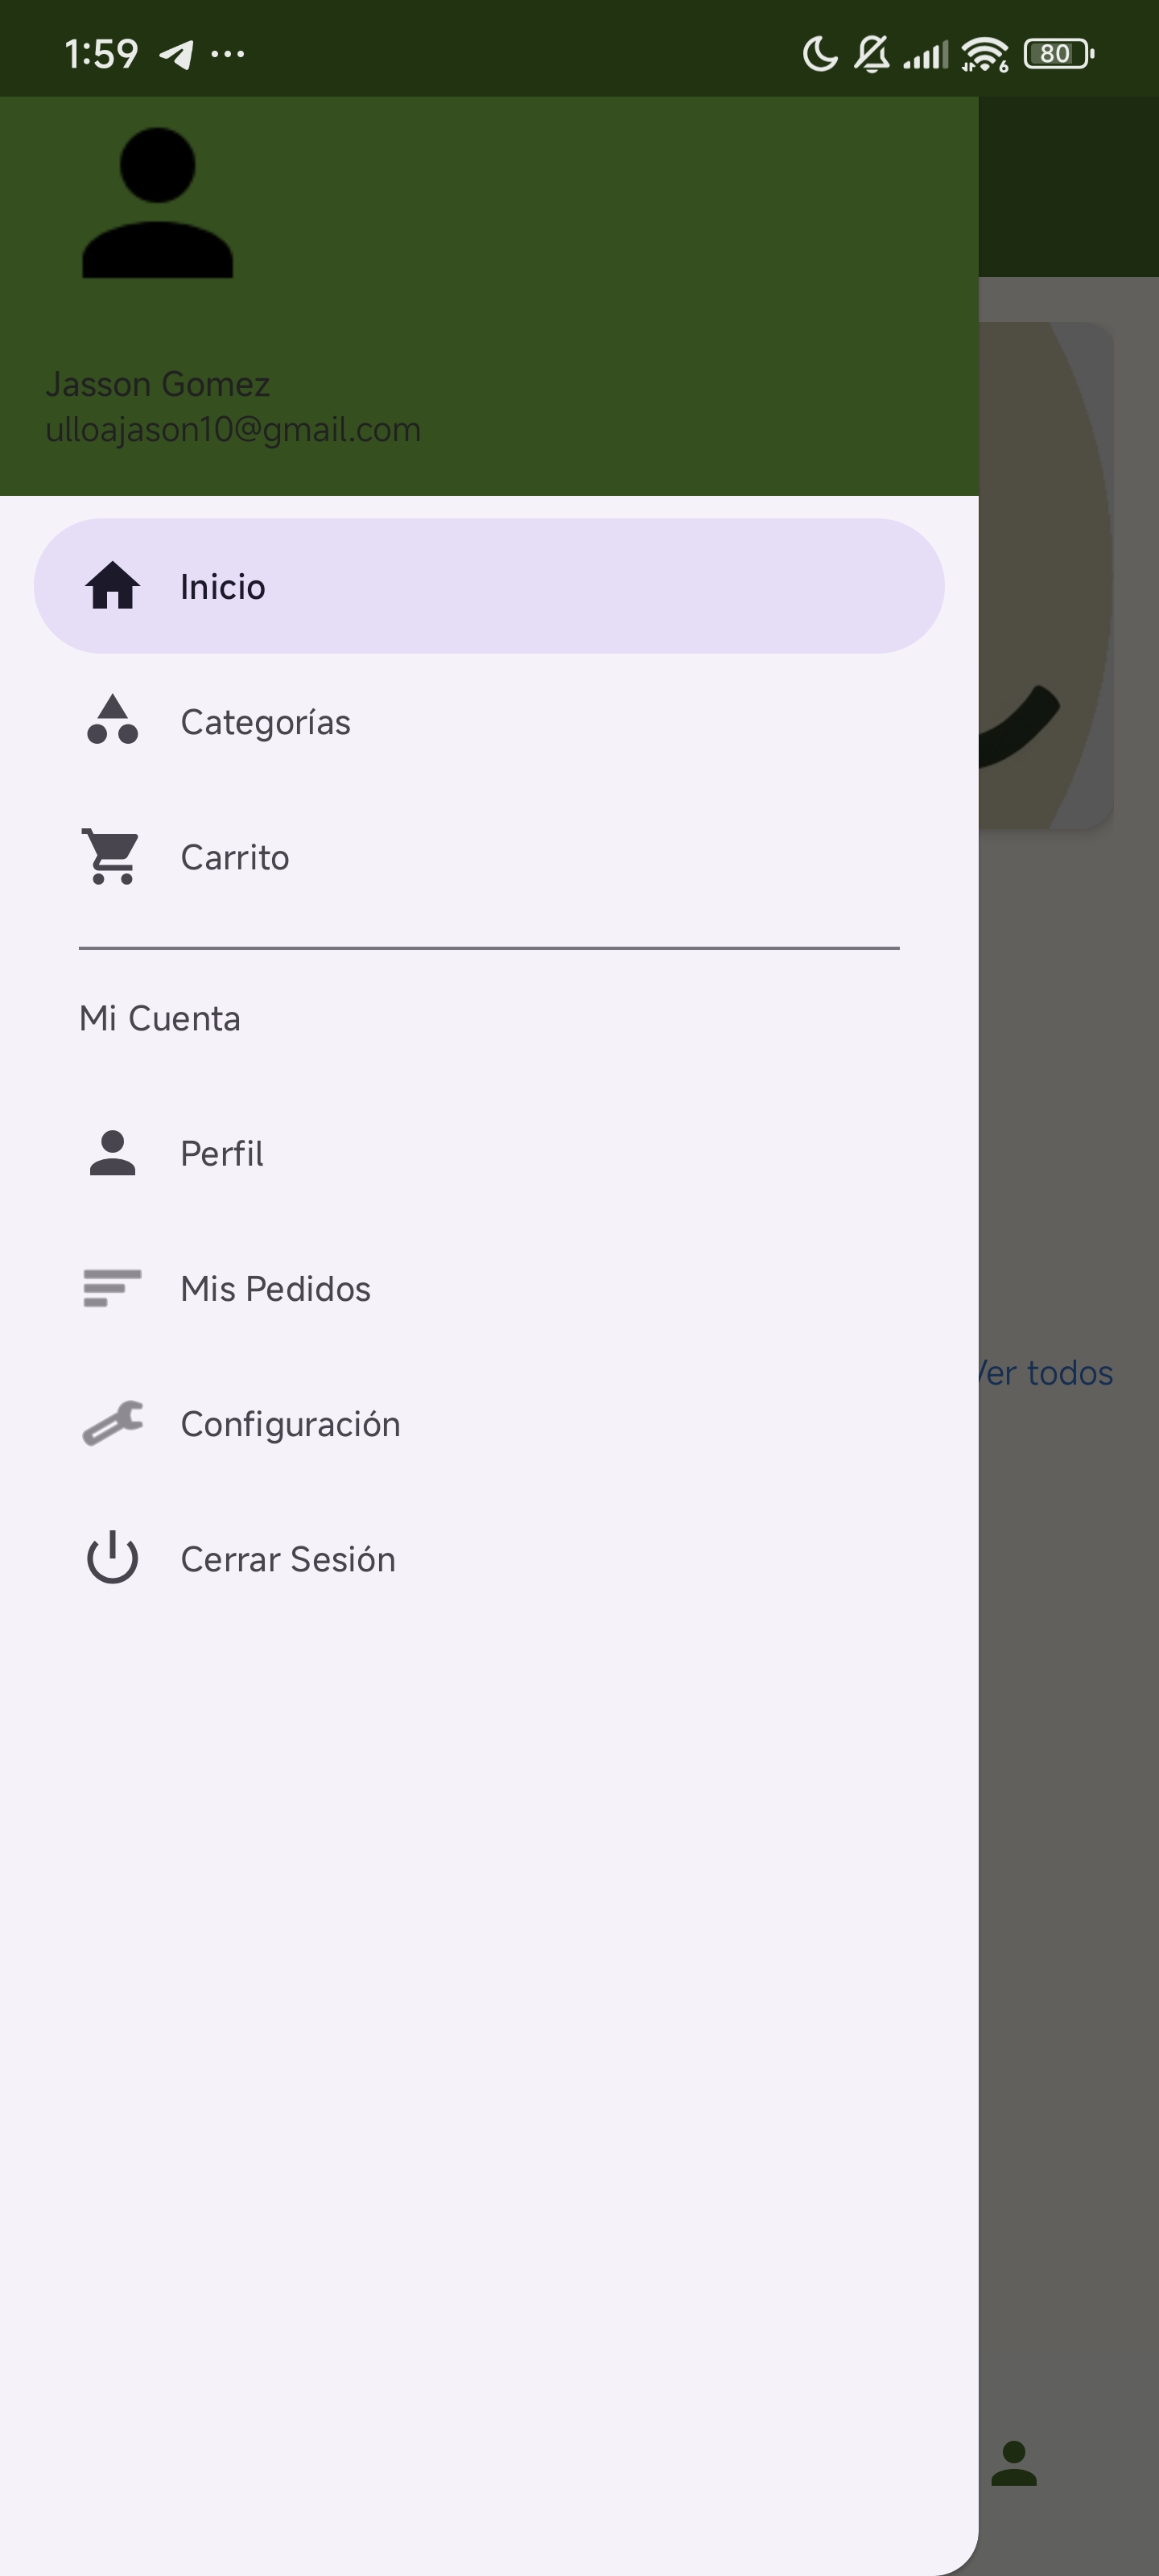 1:59
80
Jasson Gomez
ulloajason10@gmail.com
Inicio
Categorías
Carrito
Mi Cuenta
Perfil
Mis Pedidos
Ver todos
Configuración
Cerrar Sesión